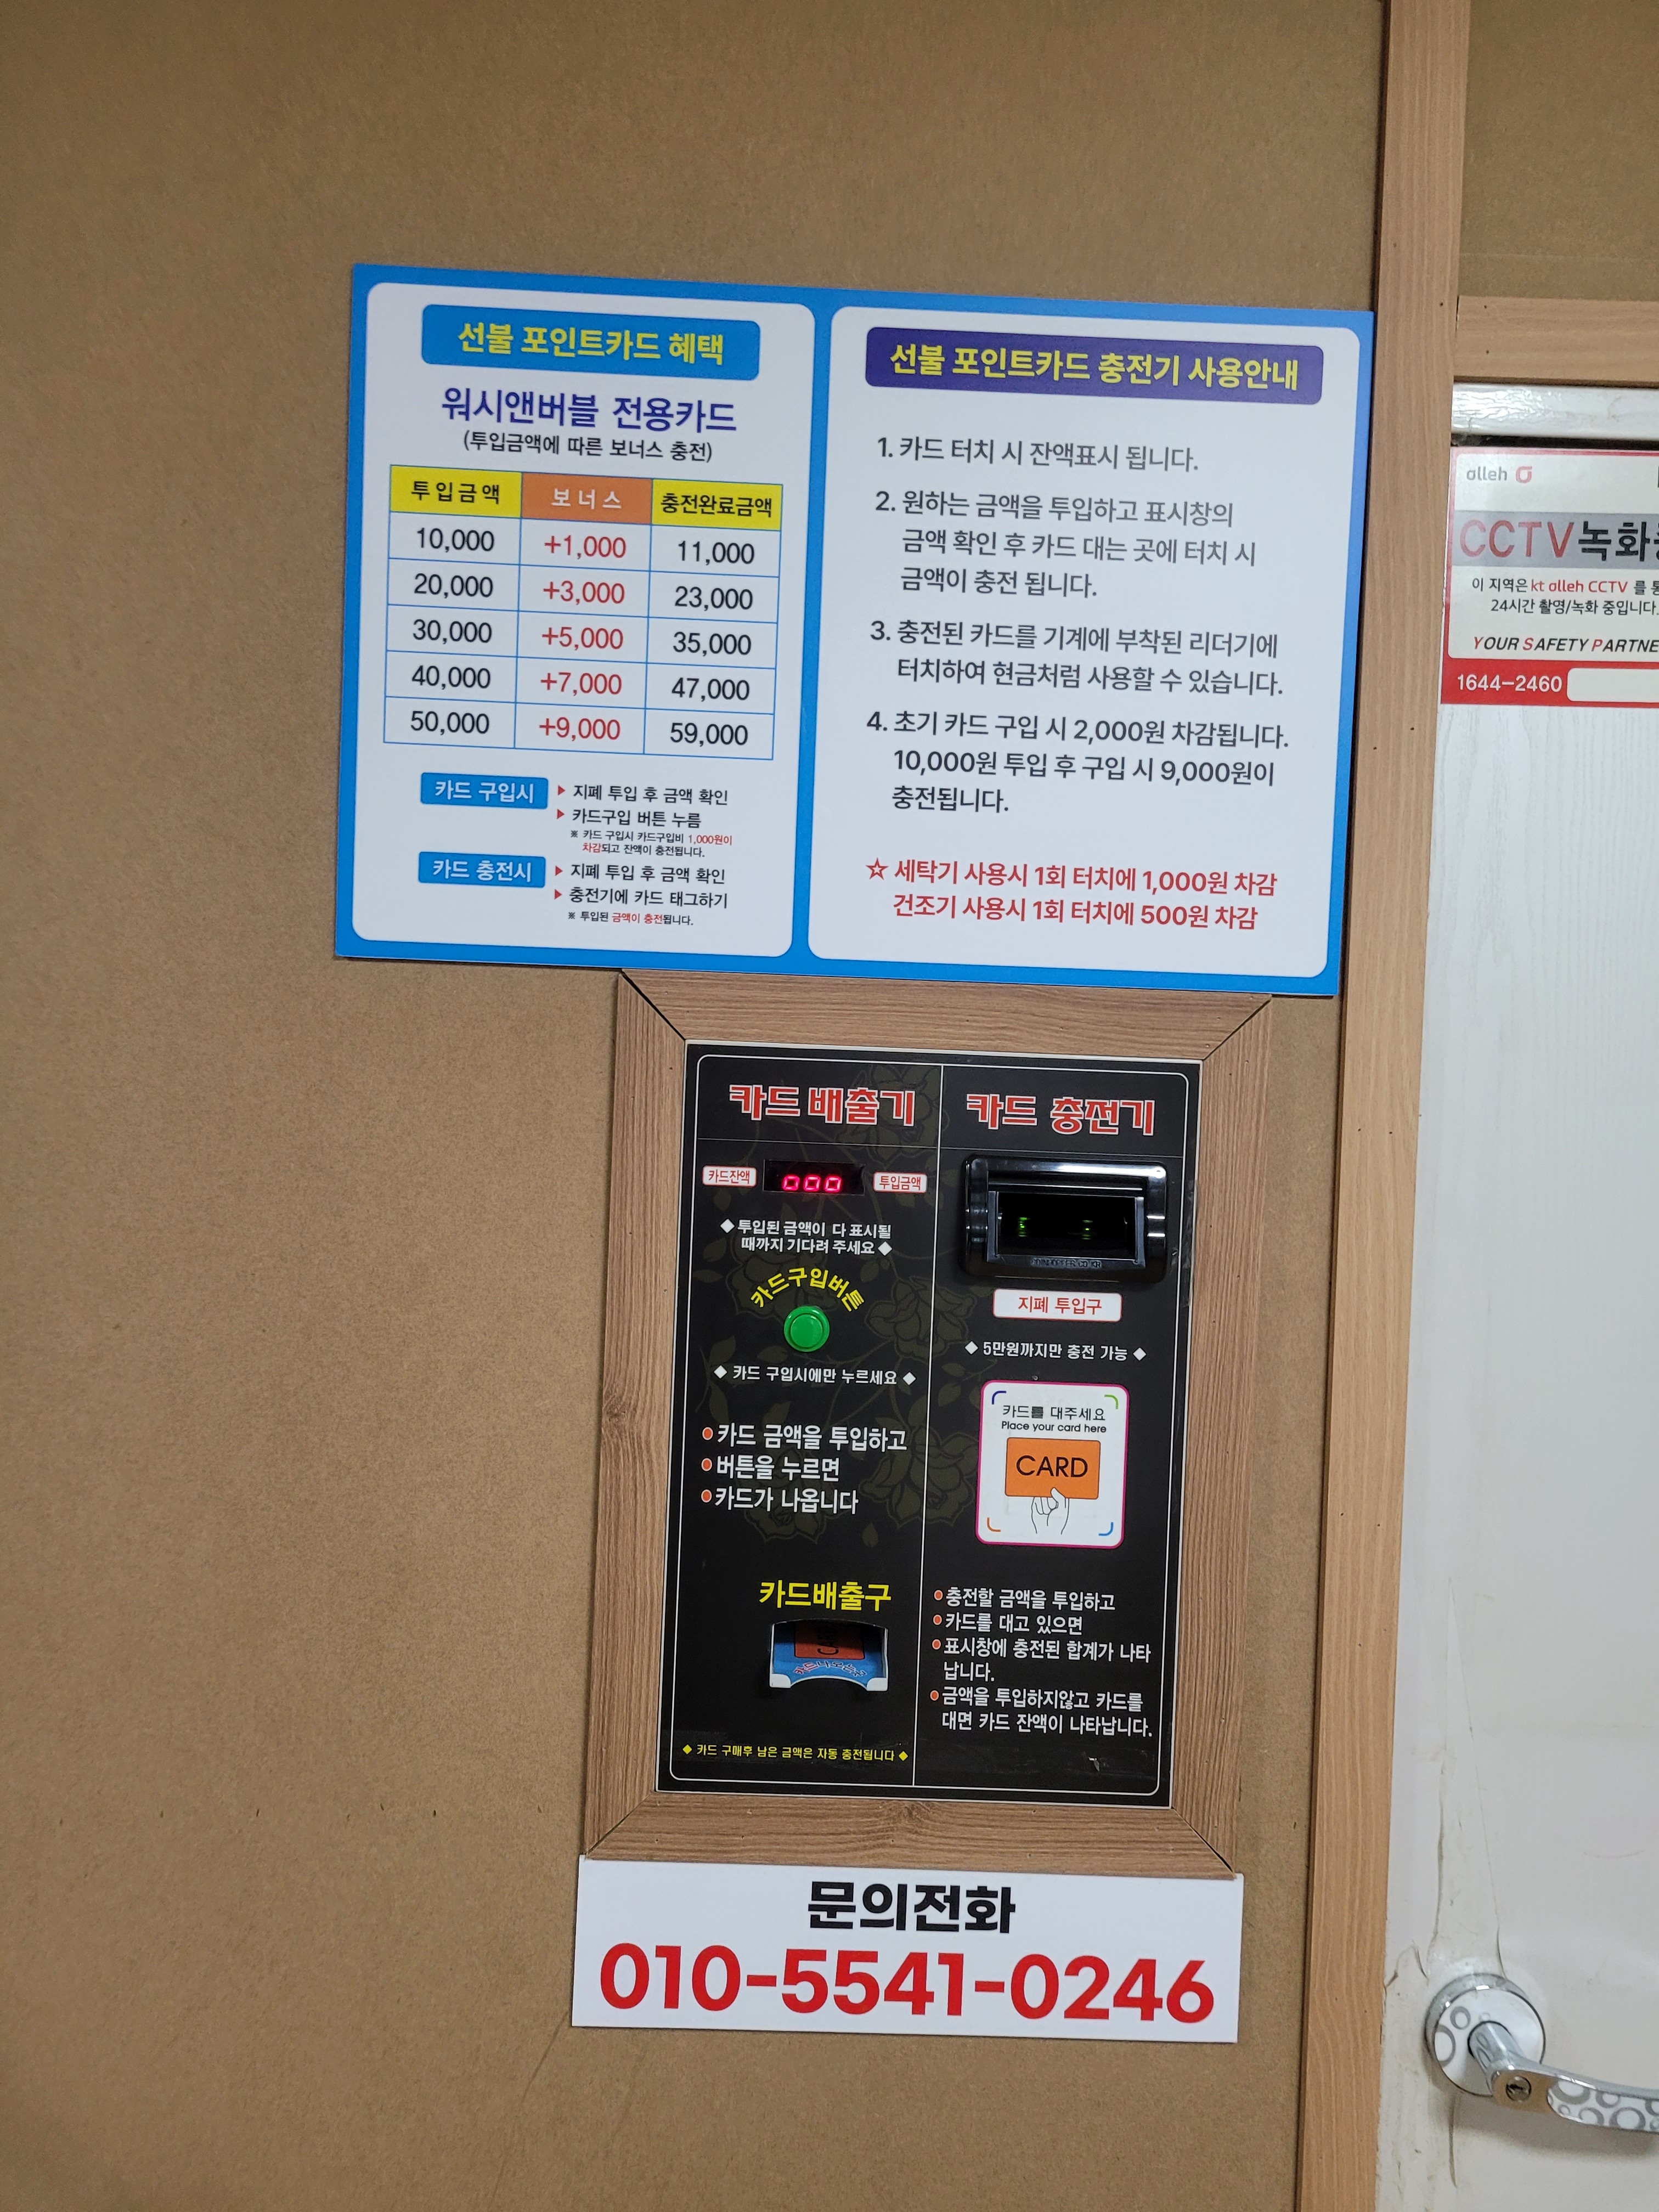 선불 포인트카드 혜택
워시앤버블 전용카드
(투입금액에 따른 보너스 충전)
투입금액 보너스 충전완료금액
10,000 +1,000 11,000
20,000 +3,000 23,000
30,000 +5,000 35,000
40,000 +7,000 47,000
50,000 +9,000 59,000
카드 구입시 ▶ 지폐 투입 후 금액 확인
▶ 카드구입 버튼 누름
※ 카드 구입시 카드구입비 1,000원이
차감되고 잔액이 충전됩니다.
카드 충전시 ▶ 지폐 투입 후 금액 확인
▶ 충전기에 카드 태그하기
※ 투입된 금액이 충전됩니다.
선불 포인트카드 충전기 사용안내
1. 카드 터치 시 잔액표시 됩니다.
2. 원하는 금액을 투입하고 표시창의
금액 확인 후 카드 대는 곳에 터치 시
금액이 충전 됩니다.
3. 충전된 카드를 기계에 부착된 리더기에
터치하여 현금처럼 사용할 수 있습니다.
4. 초기 카드 구입 시 2,000원 차감됩니다.
10,000원 투입 후 구입 시 9,000원이
충전됩니다.
☆ 세탁기 사용시 1회 터치에 1,000원 차감
건조기 사용시 1회 터치에 500원 차감
olleh
CCTV녹화
이 지역은 kt olleh CCTV 를
24시간 촬영/녹화 중입니다.
YOUR SAFETY PARTNE
1644-2460
카드 배출기
카드잔액 000 투입금액
◆ 투입된 금액이 다 표시될
때까지 기다려 주세요 ◆
카드구입버튼
◆ 카드 구입시에만 누르세요 ◆
카드 금액을 투입하고
버튼을 누르면
카드가 나옵니다
카드배출구
◆ 카드 구매후 남은 금액은 자동 충전됩니다 ◆
카드 충전기
지폐 투입구
◆ 5만원까지만 충전 가능 ◆
카드를 대주세요
Place your card here
CARD
충전할 금액을 투입하고
카드를 대고 있으면
표시창에 충전된 합계가 나타
납니다.
금액을 투입하지않고 카드를
대면 카드 잔액이 나타납니다.
문의전화
010-5541-0246